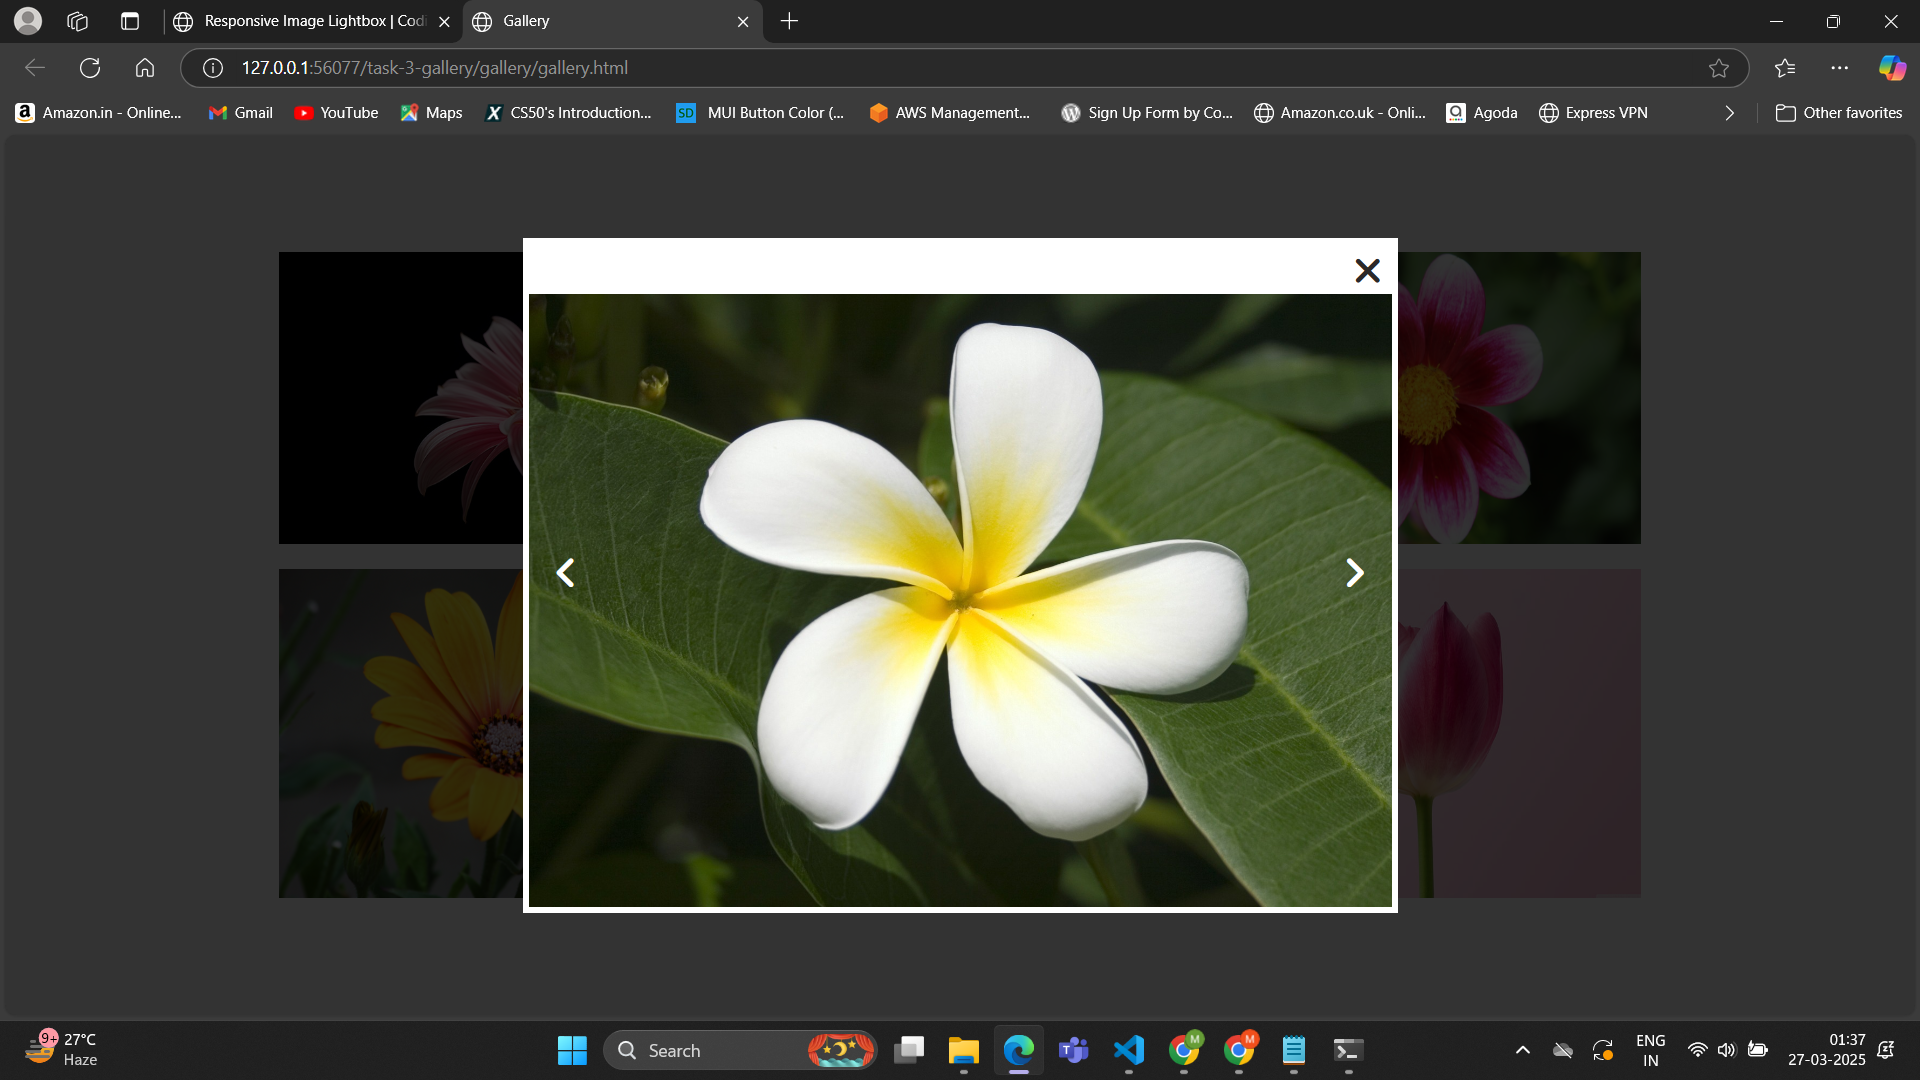 Responsive Image Lightbox | Codi
Gallery
127.0.0.1:56077/task-3-gallery/gallery/gallery.html
Amazon.in - Online...
Gmail
YouTube
Maps
X
CS50's Introduction...
SD
MUI Button Color (...
AWS Management...
Sign Up Form by Co...
Amazon.co.uk - Onli...
Agoda
Express VPN
Other favorites
9+
27°C
Haze
Search
M
M
ENG
IN
01:37
27-03-2025